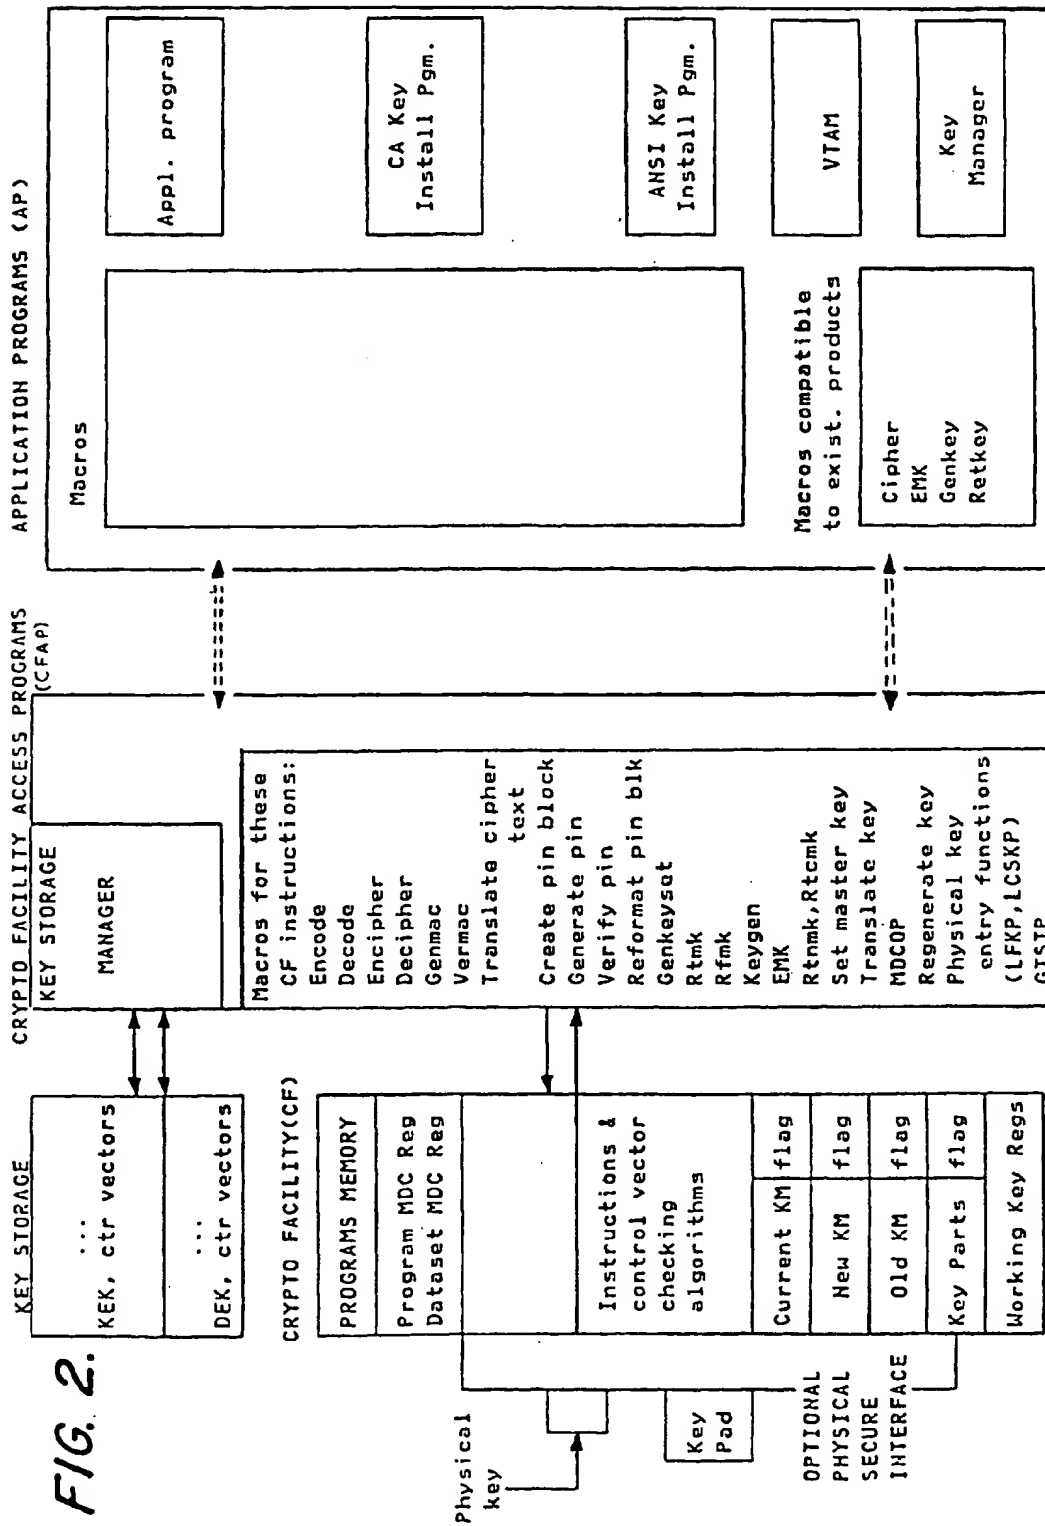 FIG. 2.
KEY STORAGE
...
KEK, ctr vectors
...
DEK, ctr vectors
CRYPTO FACILITY(CF)
PROGRAMS MEMORY
Program MDC Reg
Dataset MDC Reg
Instructions &
control vector
checking
algorithms
Current KM
flag
New KM
flag
Old KM
flag
Key Parts
flag
Working Key Regs
Physical
key
Key
Pad
OPTIONAL
PHYSICAL
SECURE
INTERFACE
CRYPTO FACILITY ACCESS PROGRAMS
(CFAP)
KEY STORAGE
MANAGER
Macros for these
CF instructions:
Encode
Decode
Encipher
Decipher
Genmac
Vermac
Translate cipher
text
Create pin block
Generate pin
Verify pin
Reformat pin blk
Genkeyset
Rtmk
Rfmk
Keygen
EMK
Rtnmk,Rtcmk
Set master key
Translate key
MDCOP
Regenerate key
Physical key
entry functions
(LFKP,LCSKP)
APPLICATION PROGRAMS (AP)
Macros
Appl. program
CA Key
Install Pgm.
ANSI Key
Install Pgm.
VTAM
Key
Manager
Macros compatible
to exist. products
Cipher
EMK
Genkey
Retkey